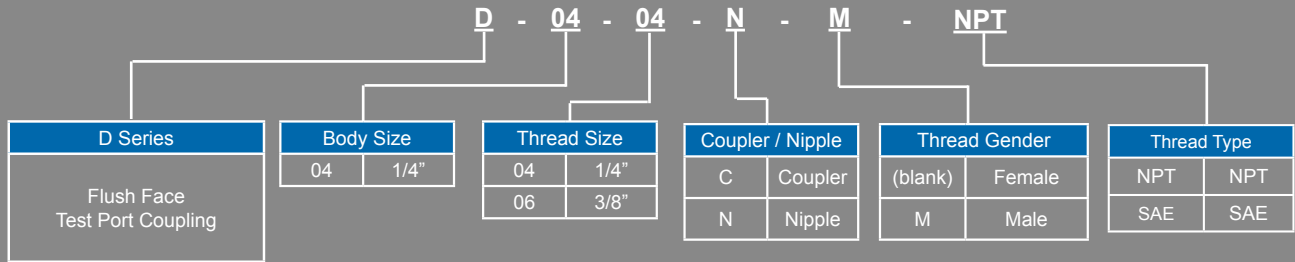 D - 04 - 04 - N - M - NPT
D Series
Flush Face
Test Port Coupling
Body Size
04 1/4”
Thread Size
04 1/4”
06 3/8”
Coupler / Nipple
C Coupler
N Nipple
Thread Gender
(blank) Female
M Male
Thread Type
NPT NPT
SAE SAE